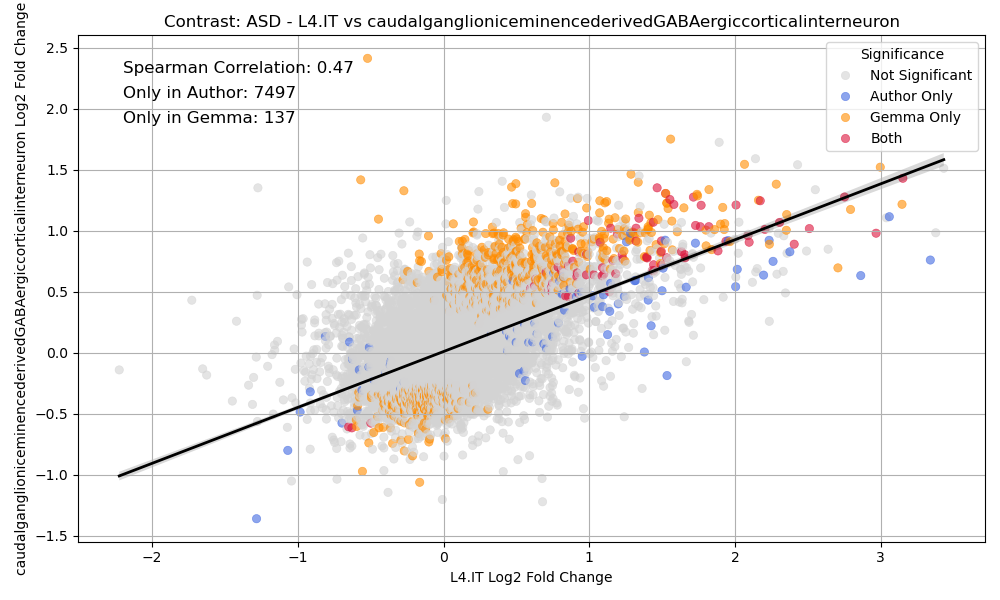 Contrast: ASD - L4.IT vs caudalganglioniceminencederivedGABAergiccorticalinterneuron
caudalganglioniceminencederivedGABAergiccorticalinterneuron Log2 Fold Change
2.5
2.0
1.5
1.0
0.5
0.0
−0.5
−1.0
−1.5
Spearman Correlation: 0.47
Only in Author: 7497
Only in Gemma: 137
Significance
Not Significant
Author Only
Gemma Only
Both
−2
−1
0
1
2
3
L4.IT Log2 Fold Change